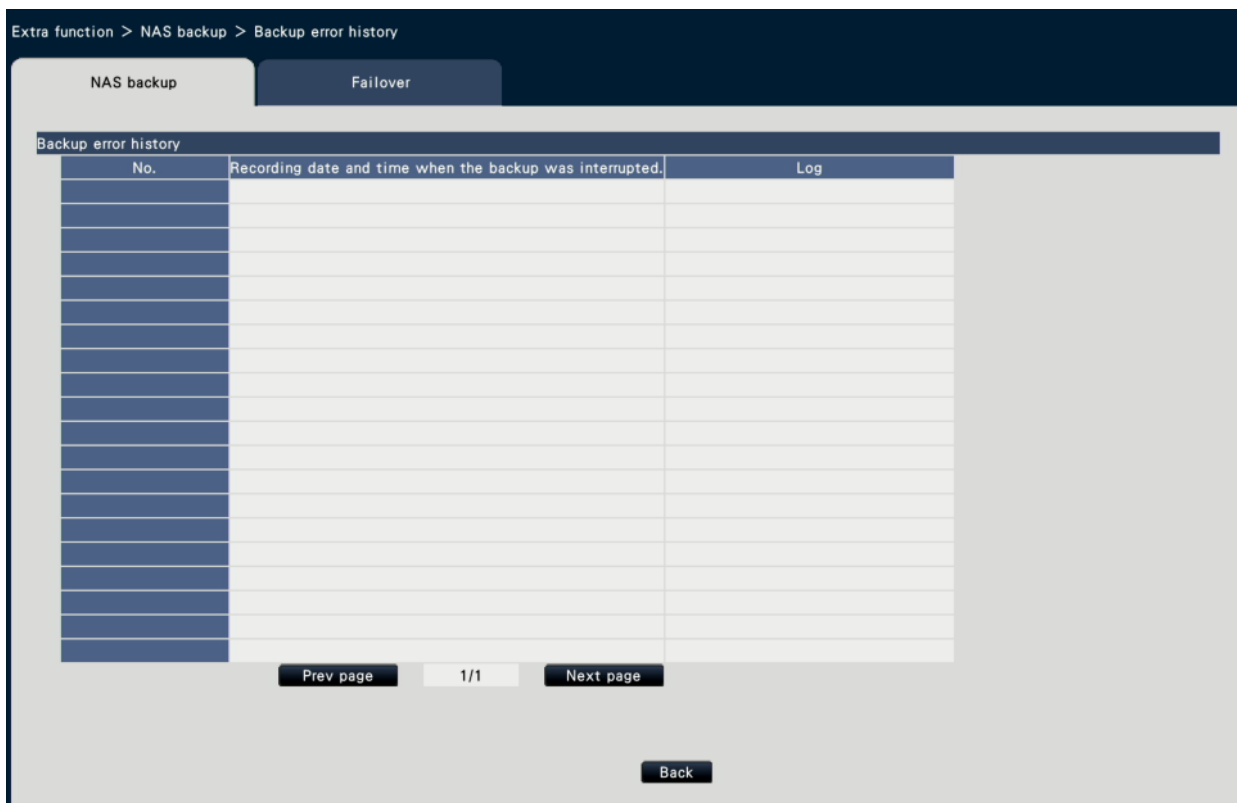 Extra function > NAS backup > Backup error history
NAS backup
Failover
Backup error history
No.
Recording date and time when the backup was interrupted.
Log
Prev page
1/1
Next page
Back